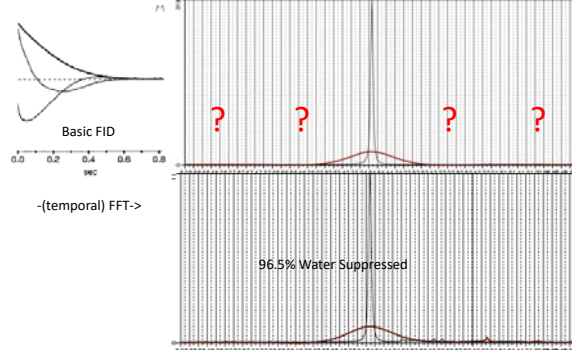 ? ? ? ?
Basic FID
0.0 0.2 0.4 0.6 0.8
sec
-(temporal) FFT->
96.5% Water Suppressed